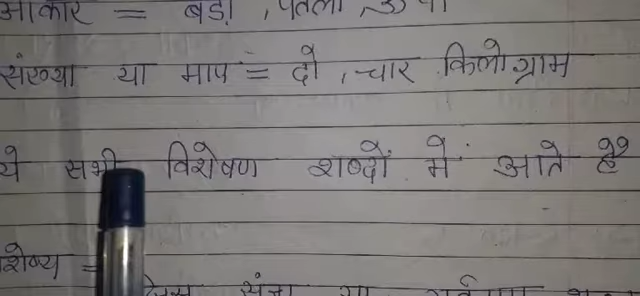 आकार = बड़ा, पतला,
संख्या या माप = दो, चार किलोग्राम
ये सभी विशेषण शब्दों में आते हैं
शेष्य =
संज्ञा या